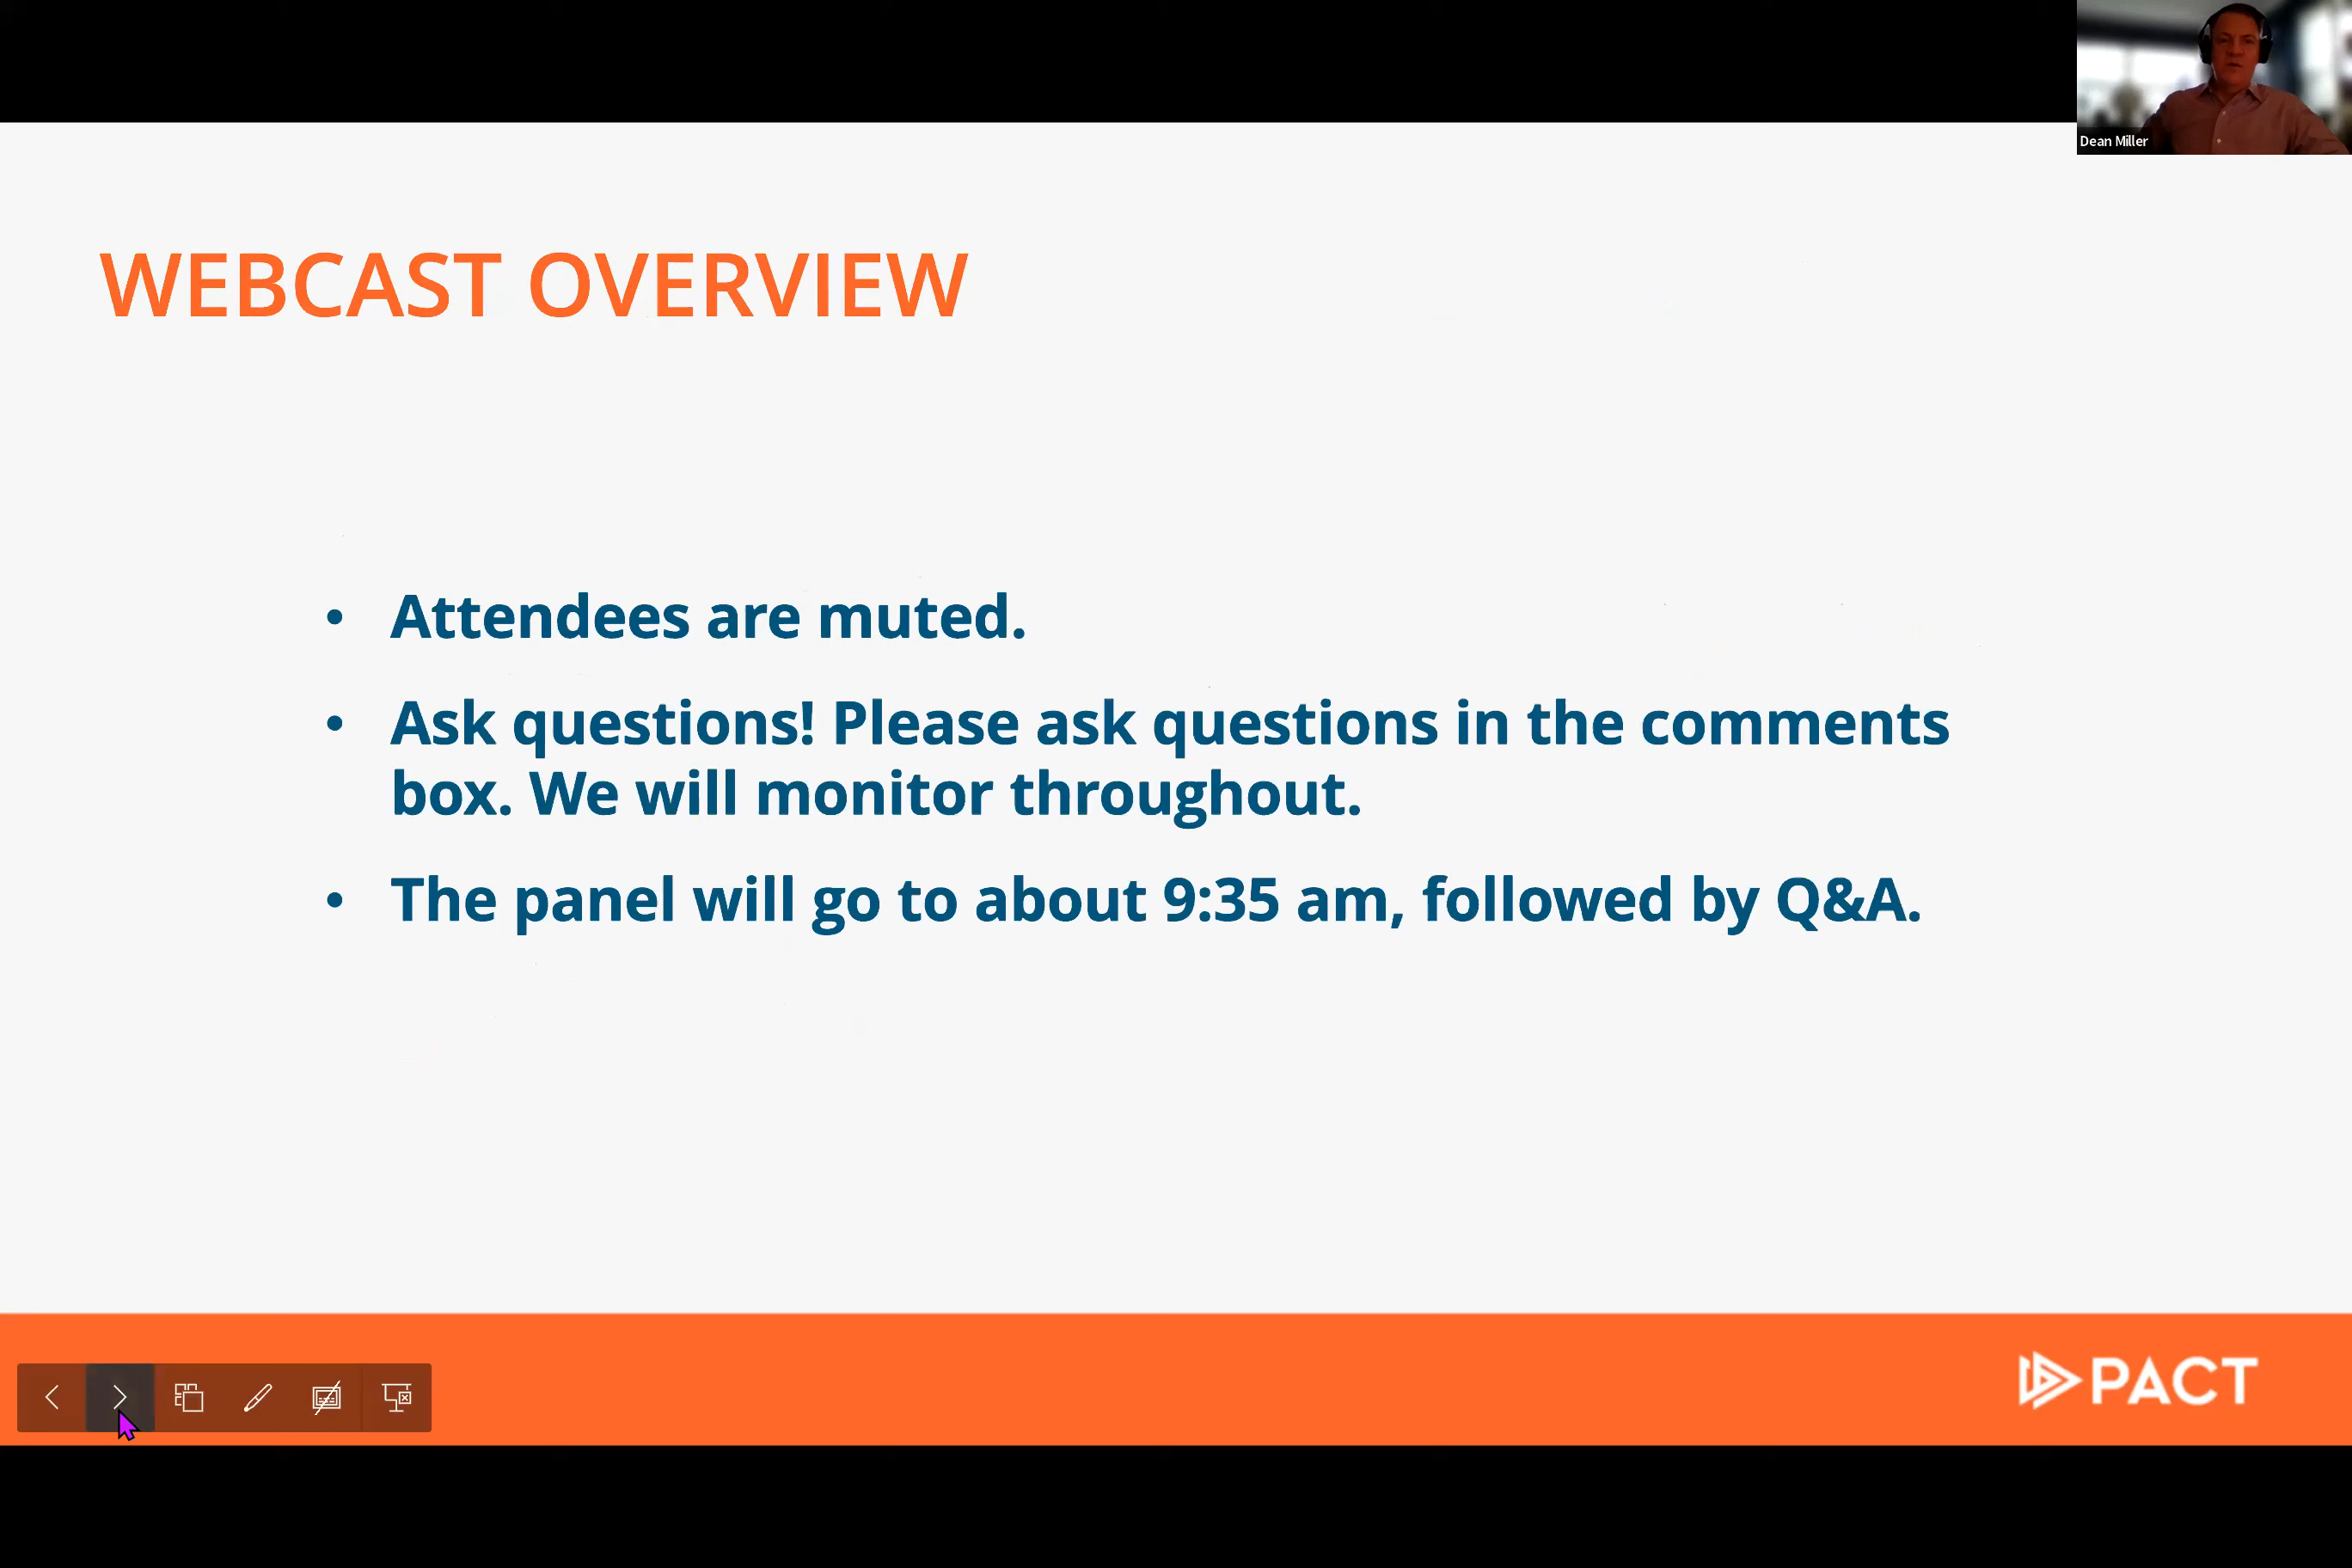 Dean Miller
WEBCAST OVERVIEW
• Attendees are muted.
• Ask questions! Please ask questions in the comments
box. We will monitor throughout.
• The panel will go to about 9:35 am, followed by Q&A.
PACT